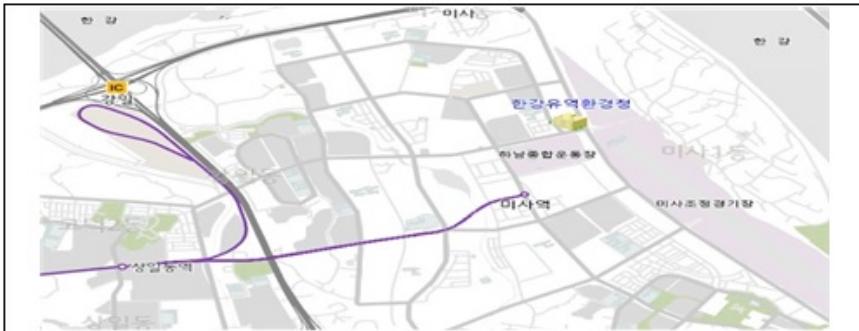 미사
한 강
한 강
IC
강일
한강유역환경청
하남종합운동장
미사1동
미사역
미사조정경기장
상일동역
상일동